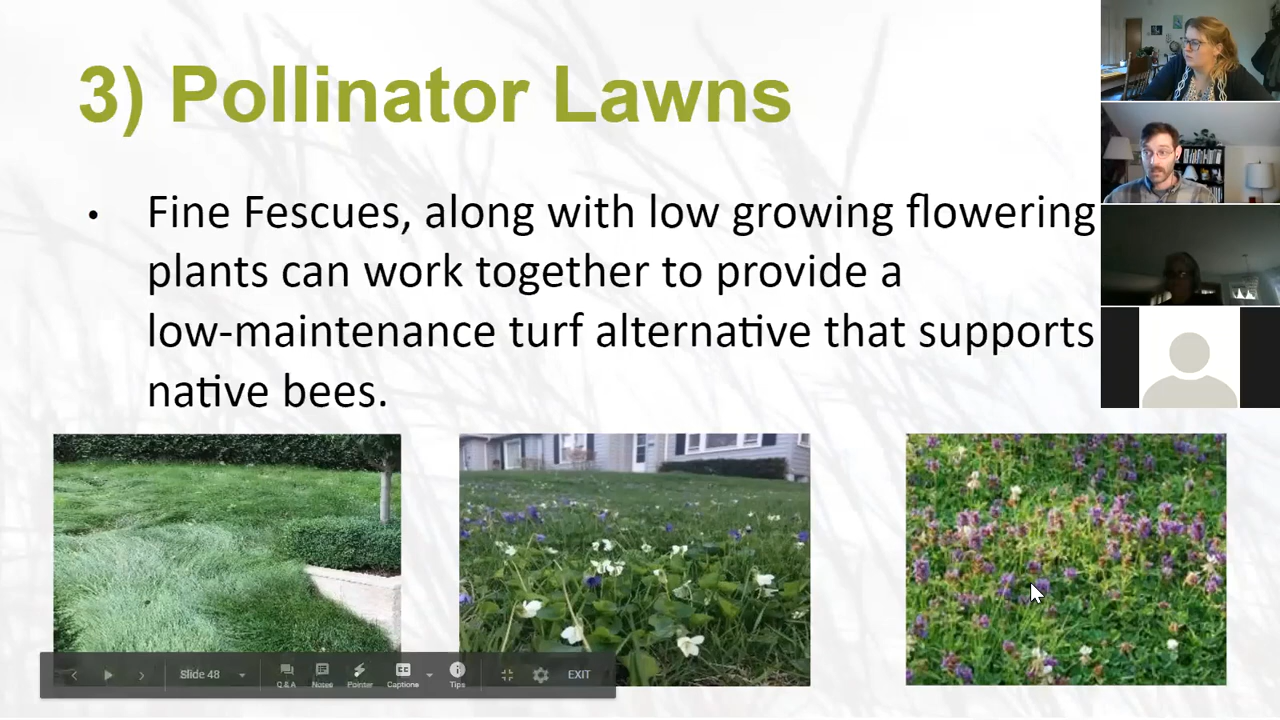 3) Pollinator Lawns
• Fine Fescues, along with low growing flowering
plants can work together to provide a
low-maintenance turf alternative that supports
native bees.
Slide 48
Q & A
Notes
Pointer
Captions
Tips
EXIT